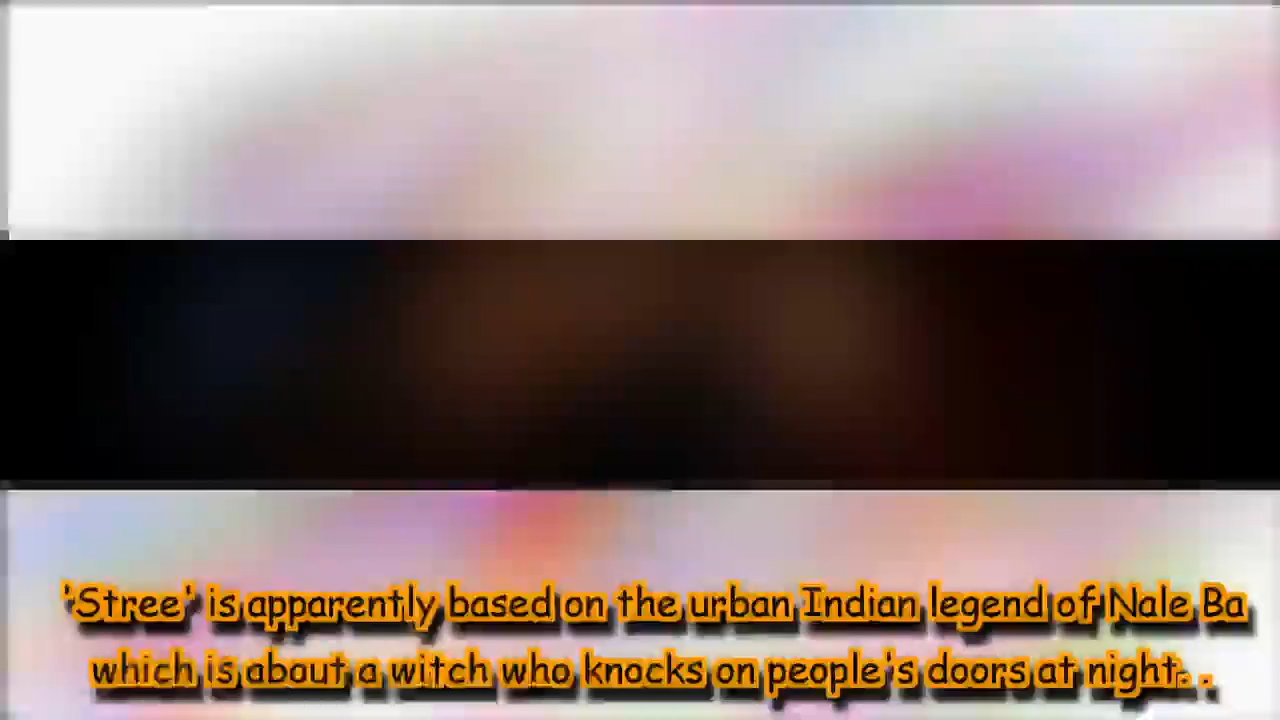 'Stree' is apparently based on the urban Indian legend of Nale Ba
which is about a witch who knocks on people's doors at night. .